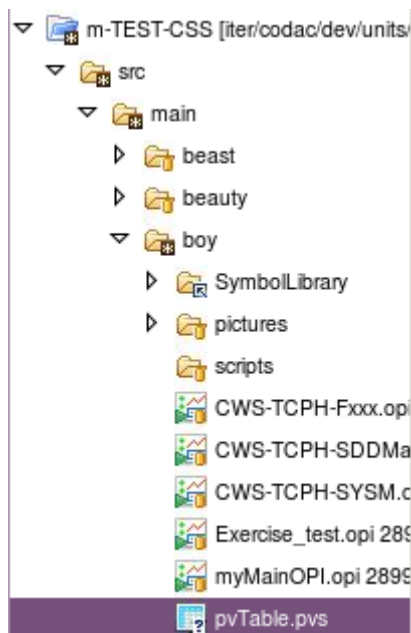 m-TEST-CSS [iter/codac/dev/units/
src
main
beast
beauty
boy
SymbolLibrary
pictures
scripts
CWS-TCPH-Fxxx.opi
CWS-TCPH-SDDMa
CWS-TCPH-SYSM.o
Exercise_test.opi 289
myMainOPI.opi 2899
pvTable.pvs